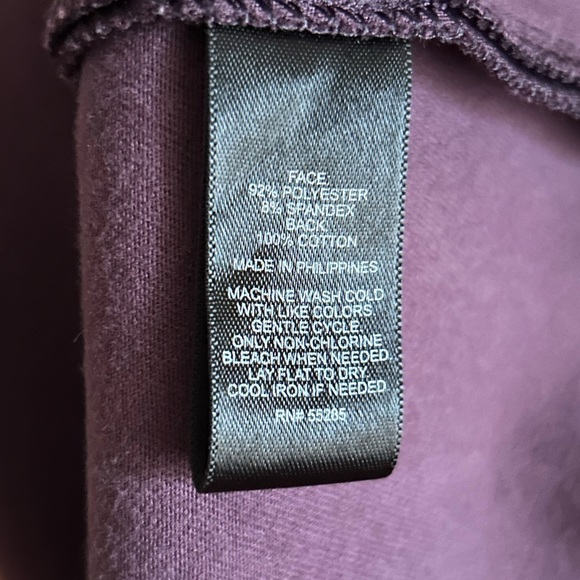 FACE
92% POLYESTER
8% SPANDEX
BACK
100% COTTON
MADE IN PHILIPPINES
MACHINE WASH COLD
WITH LIKE COLORS
GENTLE CYCLE.
ONLY NON-CHLORINE
BLEACH WHEN NEEDED.
LAY FLAT TO DRY.
COOL IRON IF NEEDED
RN# 55285